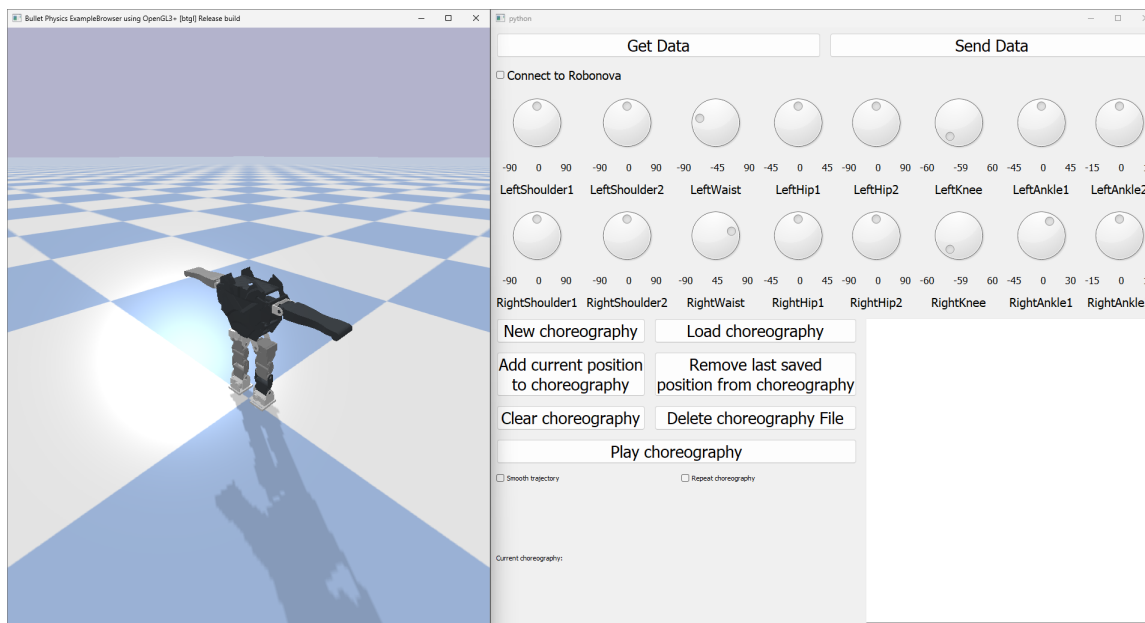 Bullet Physics ExampleBrowser using OpenGL3+ [btgl] Release build
python
Get Data Send Data
Connect to Robonova
-90 0 90 -90 0 90 -90 -45 90 -45 0 45 -90 0 90 -60 -59 60 -45 0 45 -15 0
LeftShoulder1 LeftShoulder2 LeftWaist LeftHip1 LeftHip2 LeftKnee LeftAnkle1 LeftAnkle2
-90 0 90 -90 0 90 -90 45 90 -45 0 45 -90 0 90 -60 -59 60 -45 0 30 -15 0
RightShoulder1 RightShoulder2 RightWaist RightHip1 RightHip2 RightKnee RightAnkle1 RightAnkle
New choreography Load choreography
Add current position Remove last saved
to choreography position from choreography
Clear choreography Delete choreography File
Play choreography
Smooth trajectory Repeat choreography
Current choreography: